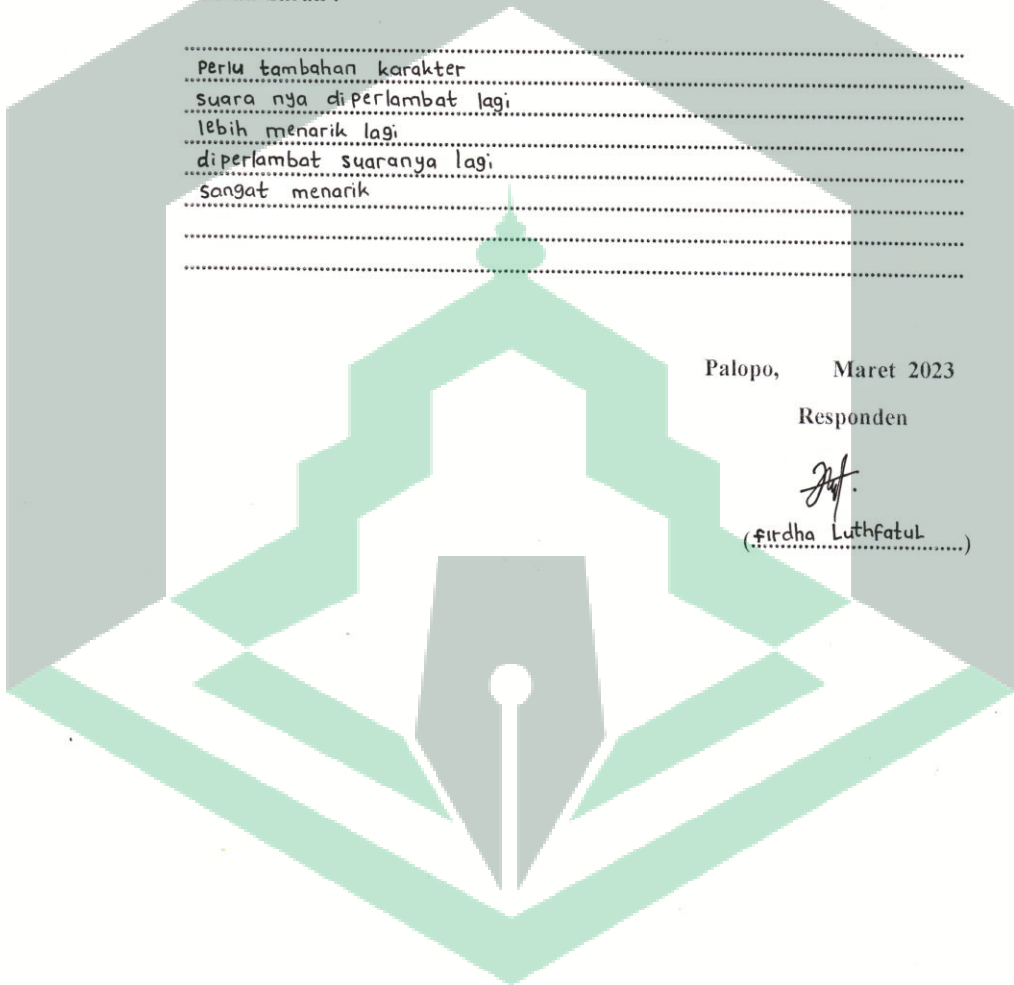 Perlu tambahan karakter
suara nya diperlambat lagi
lebih menarik lagi
diperlambat suaranya lagi
sangat menarik
Palopo, Maret 2023
Responden
(firdha Luthfatul)